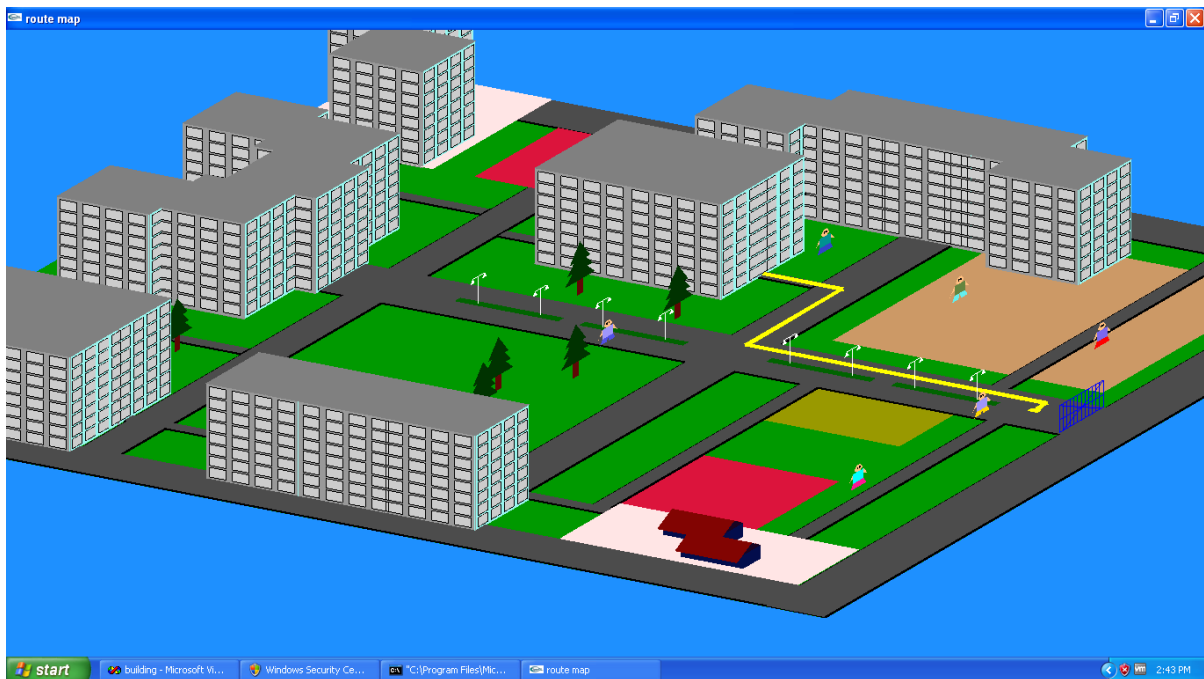 route map
start
building - Microsoft Vi...
Windows Security Ce...
"C:\Program Files\Mic...
route map
2:43 PM